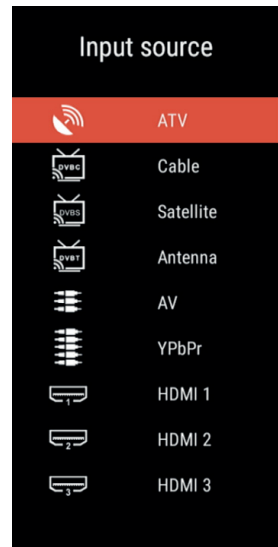 Input source
ATV
DVBC Cable
DVBS Satellite
DVBT Antenna
AV
YPbPr
1 HDMI 1
2 HDMI 2
3 HDMI 3